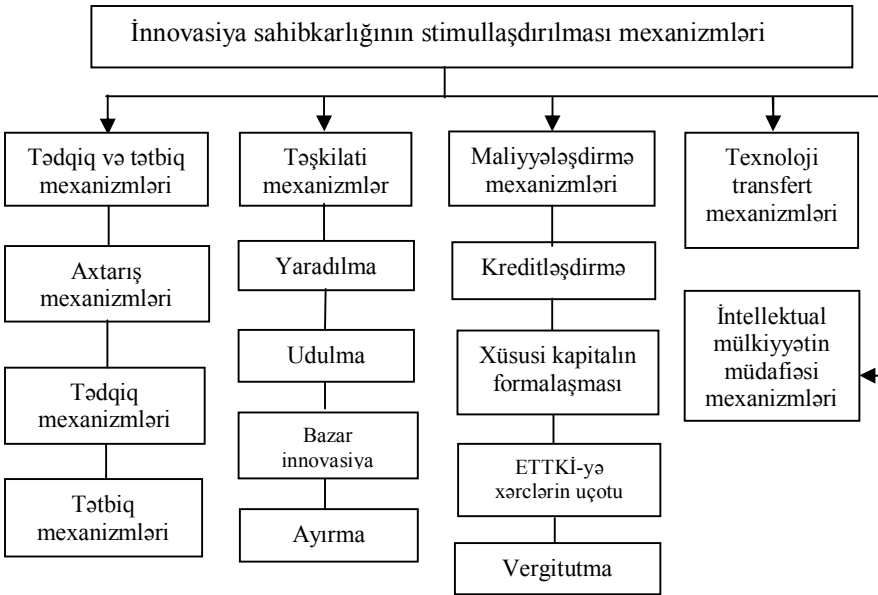 İnnovasiya sahibkarlığının stimullaşdırılması mexanizmləri
Tədqiq və tətbiq
mexanizmləri
Axtarış
mexanizmləri
Tədqiq
mexanizmləri
Tətbiq
mexanizmləri
Təşkilati
mexanizmlər
Yaradılma
Udulma
Bazar
innovasiya
Ayırma
Maliyyələşdirmə
mexanizmləri
Kreditləşdirmə
Xüsusi kapitalın
formalaşması
ETTKİ-yə
xərclərin uçotu
Vergitutma
Texnoloji
transfert
mexanizmləri
İntellektual
mülkiyyətin
müdafiəsi
mexanizmləri